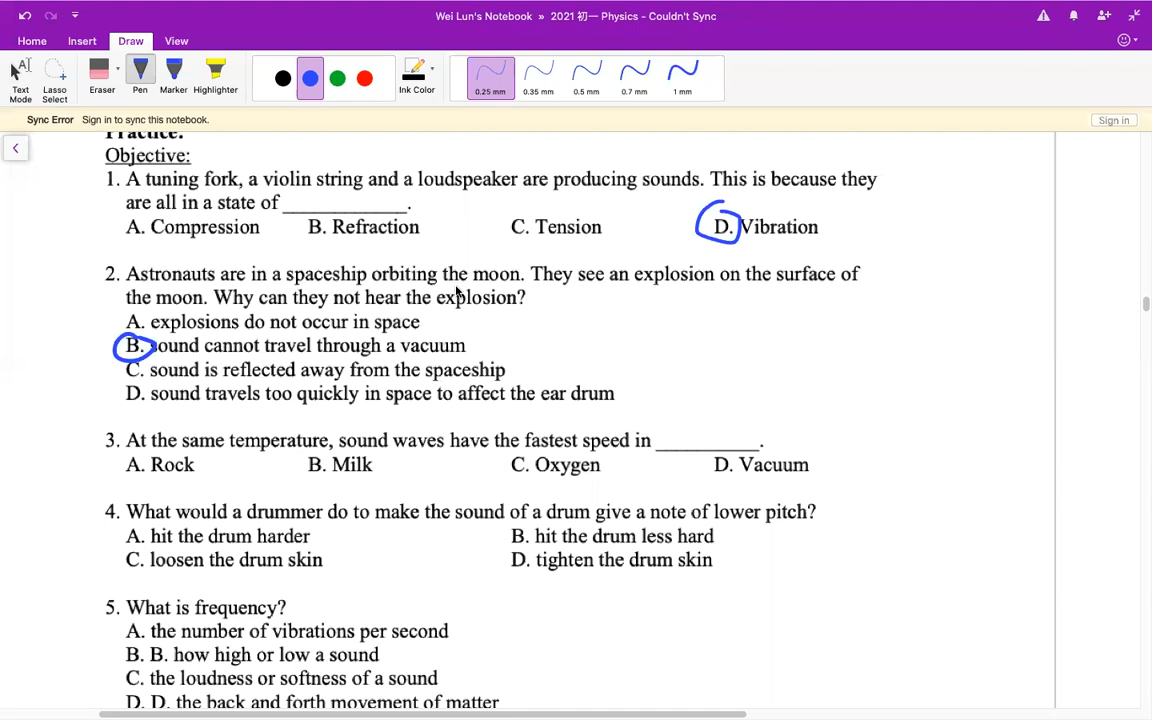 Wei Lun's Notebook » 2021 初一 Physics - Couldn't Sync
Home Insert Draw View
Text Mode Lasso Select Eraser Pen Marker Highlighter Ink Color 0.25 mm 0.35 mm 0.5 mm 0.7 mm 1 mm
Sync Error Sign in to sync this notebook. Sign in
Practice:
Objective:
1. A tuning fork, a violin string and a loudspeaker are producing sounds. This is because they
are all in a state of ____________.
A. Compression B. Refraction C. Tension D. Vibration
2. Astronauts are in a spaceship orbiting the moon. They see an explosion on the surface of
the moon. Why can they not hear the explosion?
A. explosions do not occur in space
B. sound cannot travel through a vacuum
C. sound is reflected away from the spaceship
D. sound travels too quickly in space to affect the ear drum
3. At the same temperature, sound waves have the fastest speed in __________.
A. Rock B. Milk C. Oxygen D. Vacuum
4. What would a drummer do to make the sound of a drum give a note of lower pitch?
A. hit the drum harder B. hit the drum less hard
C. loosen the drum skin D. tighten the drum skin
5. What is frequency?
A. the number of vibrations per second
B. B. how high or low a sound
C. the loudness or softness of a sound
D. D. the back and forth movement of matter